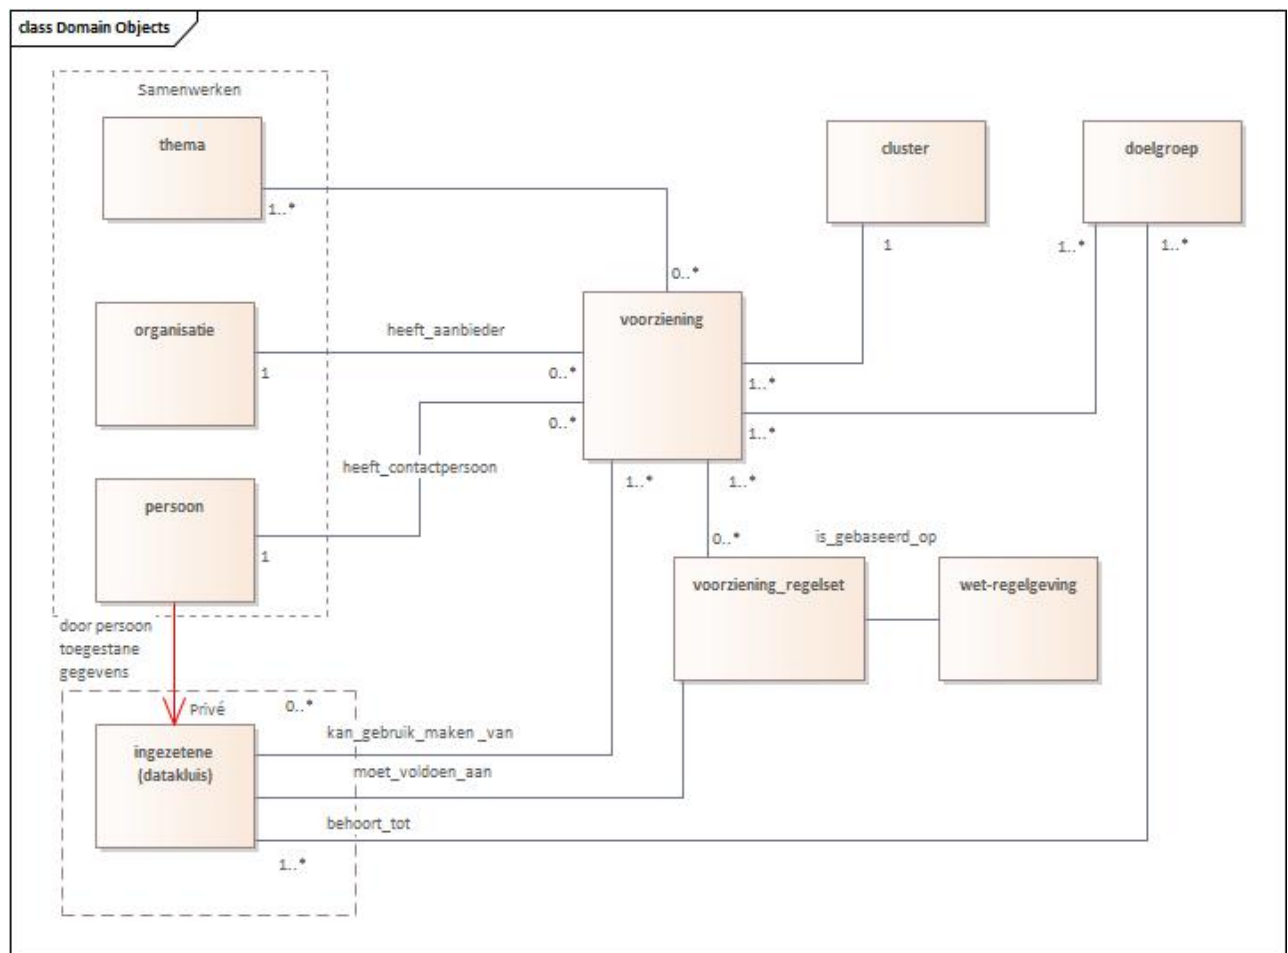 class Domain Objects
Samenwerken
thema
cluster
doelgroep
1..*
1
1..*
1..*
0..*
organisatie
heeft_aanbieder
voorziening
1
0..*
1..*
0..*
1..*
heeft_contactpersoon
persoon
1..*
1..*
1
0..*
is_gebaseerd_op
voorziening_regelset
wet-regelgeving
door persoon
toegestane
gegevens
Privé
0..*
ingezetene
(datakluis)
kan_gebruik_maken _van
moet_voldoen_aan
behoort_tot
1..*